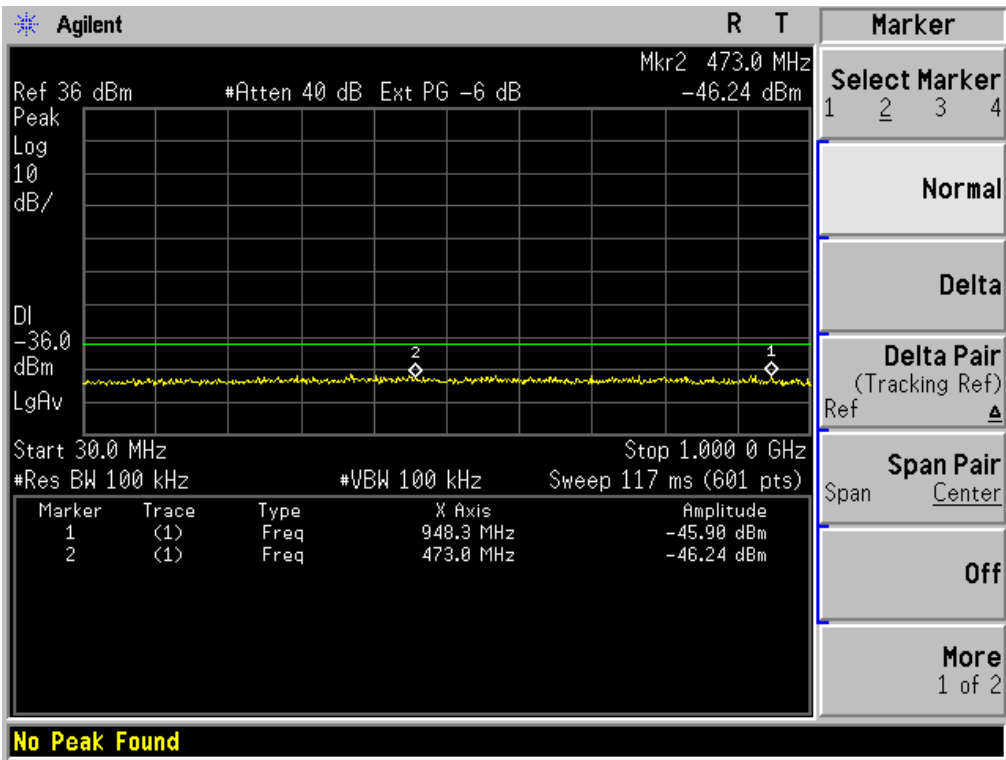 Agilent R T
Mkr2 473.0 MHz
Ref 36 dBm #Atten 40 dB Ext PG -6 dB -46.24 dBm
Peak
Log
10
dB/
DI
-36.0
dBm
LgAv
2 1
Start 30.0 MHz Stop 1.000 0 GHz
#Res BW 100 kHz #VBW 100 kHz Sweep 117 ms (601 pts)
Marker Trace Type X Axis Amplitude
1 (1) Freq 948.3 MHz -45.90 dBm
2 (1) Freq 473.0 MHz -46.24 dBm
No Peak Found
Marker
Select Marker
1 2 3 4
Normal
Delta
Delta Pair
(Tracking Ref)
Ref Δ
Span Pair
Span Center
Off
More
1 of 2